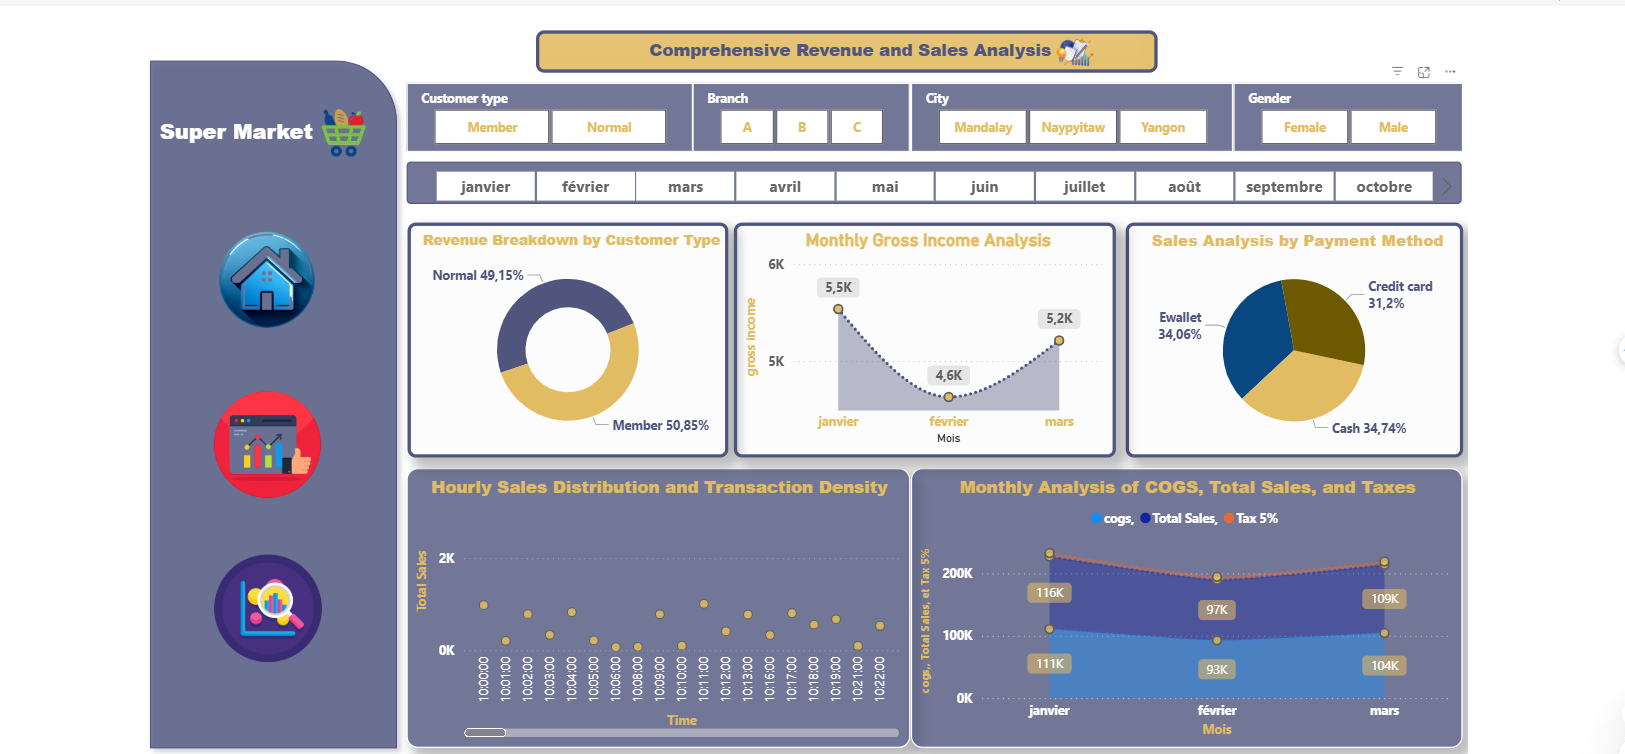 Comprehensive Revenue and Sales Analysis
Super Market
Customer type
Member
Normal
Branch
A
B
C
City
Mandalay
Naypyitaw
Yangon
Gender
Female
Male
janvier
février
mars
avril
mai
juin
juillet
août
septembre
octobre
Revenue Breakdown by Customer Type
Normal 49,15%
Member 50,85%
Monthly Gross Income Analysis
gross income
6K
5K
5,5K
4,6K
5,2K
janvier
février
mars
Mois
Sales Analysis by Payment Method
Credit card
31,2%
Ewallet
34,06%
Cash 34,74%
Hourly Sales Distribution and Transaction Density
Total Sales
2K
0K
10:00:00
10:01:00
10:02:00
10:03:00
10:04:00
10:05:00
10:06:00
10:08:00
10:09:00
10:10:00
10:11:00
10:12:00
10:13:00
10:16:00
10:17:00
10:18:00
10:19:00
10:21:00
10:22:00
Time
Monthly Analysis of COGS, Total Sales, and Taxes
cogs,
Total Sales,
Tax 5%
cogs,, Total Sales, et Tax 5%
200K
100K
0K
116K
97K
109K
111K
93K
104K
janvier
février
mars
Mois